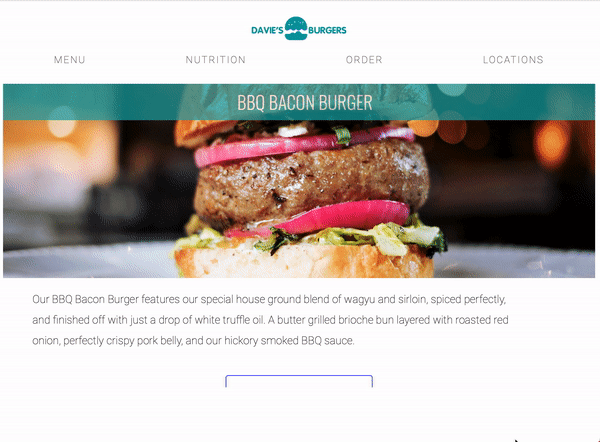 DAVIE'S BURGERS
MENU NUTRITION ORDER LOCATIONS
BBQ BACON BURGER
Our BBQ Bacon Burger features our special house ground blend of wagyu and sirloin, spiced perfectly,
and finished off with just a drop of white truffle oil. A butter grilled brioche bun layered with roasted red
onion, perfectly crispy pork belly, and our hickory smoked BBQ sauce.